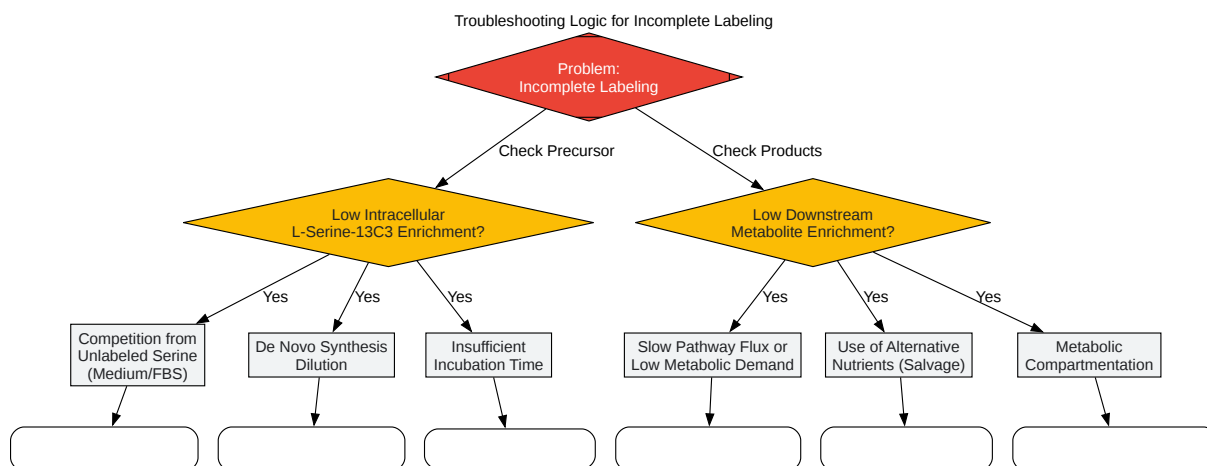 Troubleshooting Logic for Incomplete Labeling
Problem:
Incomplete Labeling
Check Precursor
Check Products
Low Intracellular
L-Serine-13C3 Enrichment?
Low Downstream
Metabolite Enrichment?
Yes
Yes
Yes
Yes
Yes
Yes
Competition from
Unlabeled Serine
(Medium/FBS)
De Novo Synthesis
Dilution
Insufficient
Incubation Time
Slow Pathway Flux or
Low Metabolic Demand
Use of Alternative
Nutrients (Salvage)
Metabolic
Compartmentation